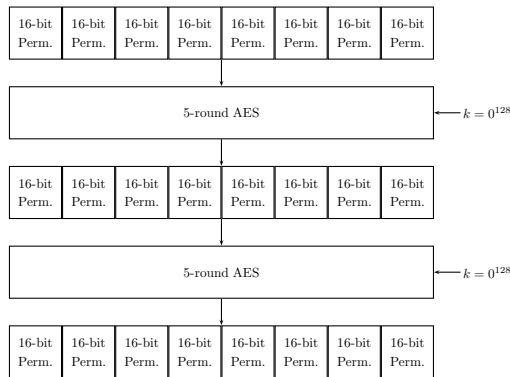 16-bit 16-bit 16-bit 16-bit 16-bit 16-bit 16-bit 16-bit
Perm. Perm. Perm. Perm. Perm. Perm. Perm. Perm.
5-round AES k = 0^128
16-bit 16-bit 16-bit 16-bit 16-bit 16-bit 16-bit 16-bit
Perm. Perm. Perm. Perm. Perm. Perm. Perm. Perm.
5-round AES k = 0^128
16-bit 16-bit 16-bit 16-bit 16-bit 16-bit 16-bit 16-bit
Perm. Perm. Perm. Perm. Perm. Perm. Perm. Perm.